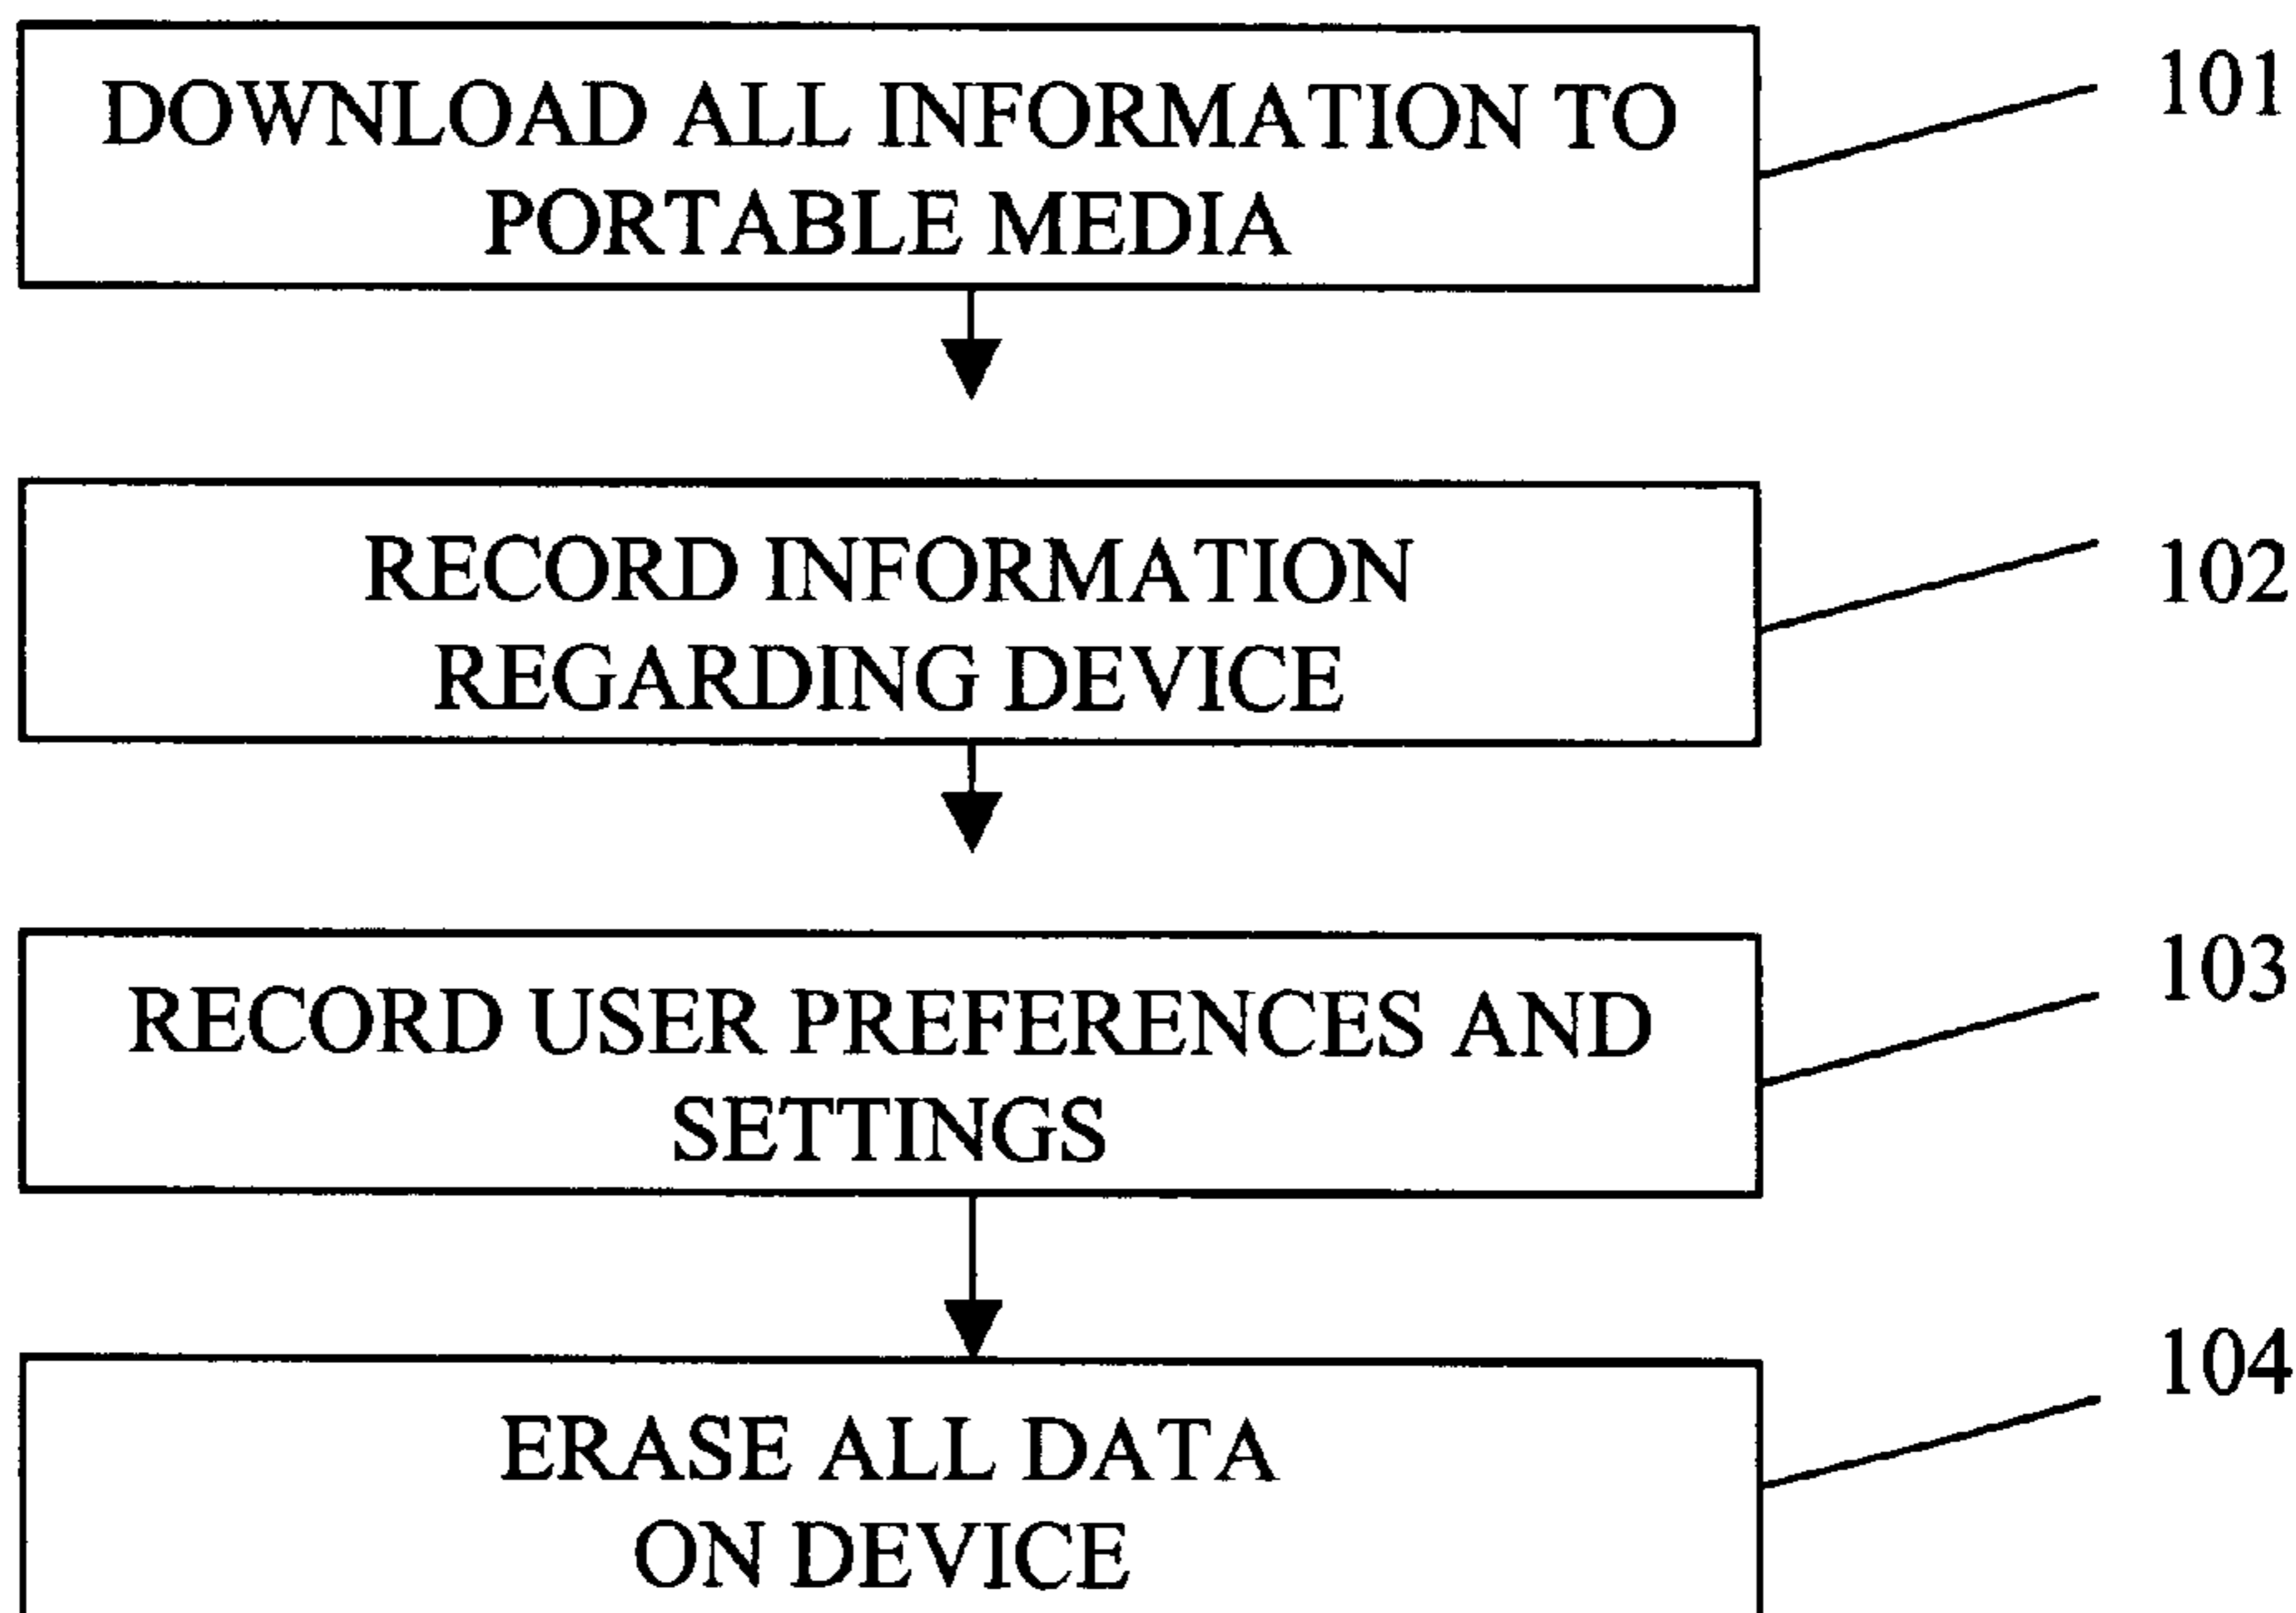 DOWNLOAD ALL INFORMATION TO
PORTABLE MEDIA
101
RECORD INFORMATION
REGARDING DEVICE
102
RECORD USER PREFERENCES AND
SETTINGS
103
ERASE ALL DATA
ON DEVICE
104